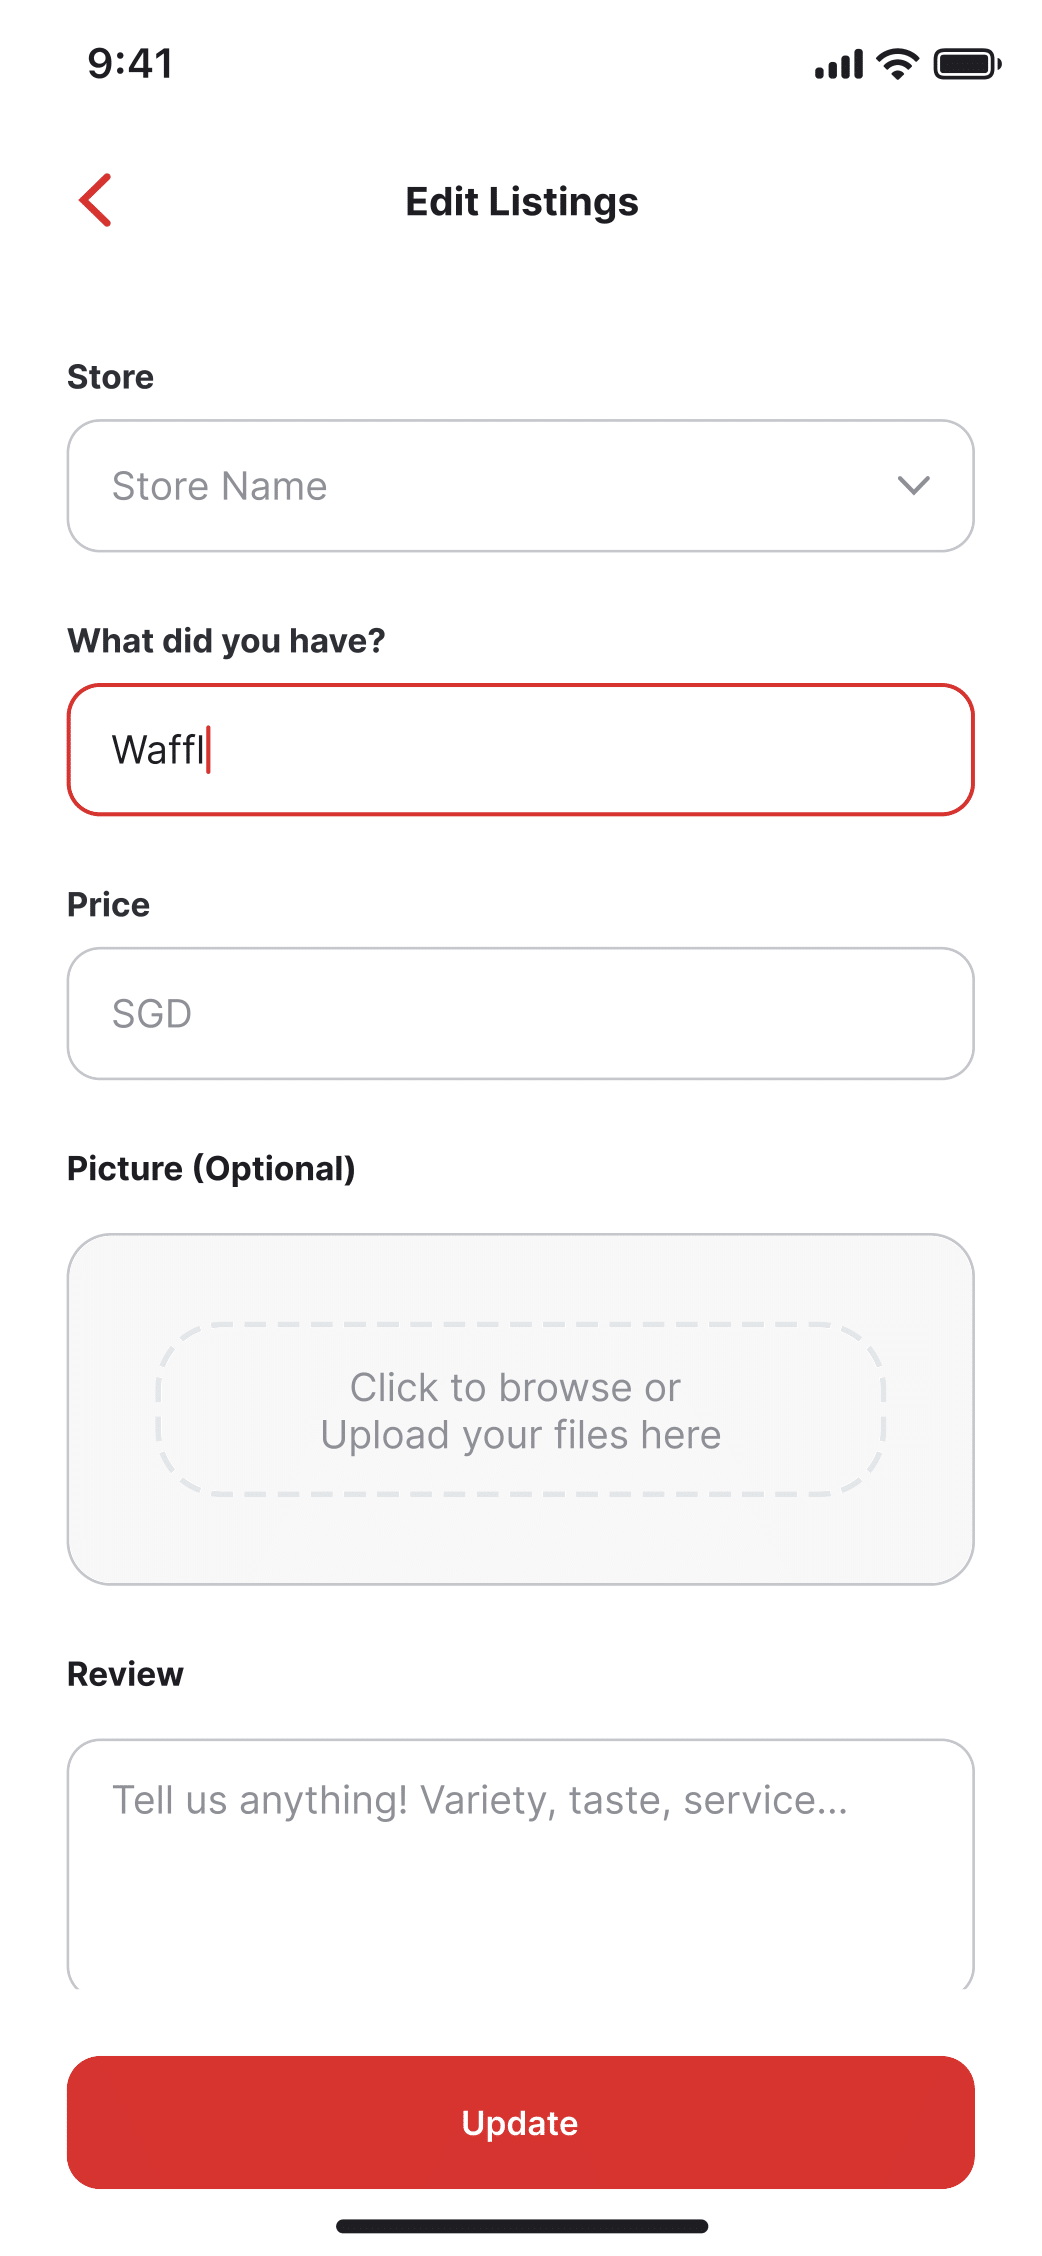 9:41
Edit Listings
Store
Store Name
What did you have?
Waffl
Price
SGD
Picture (Optional)
Click to browse or
Upload your files here
Review
Tell us anything! Variety, taste, service...
Update